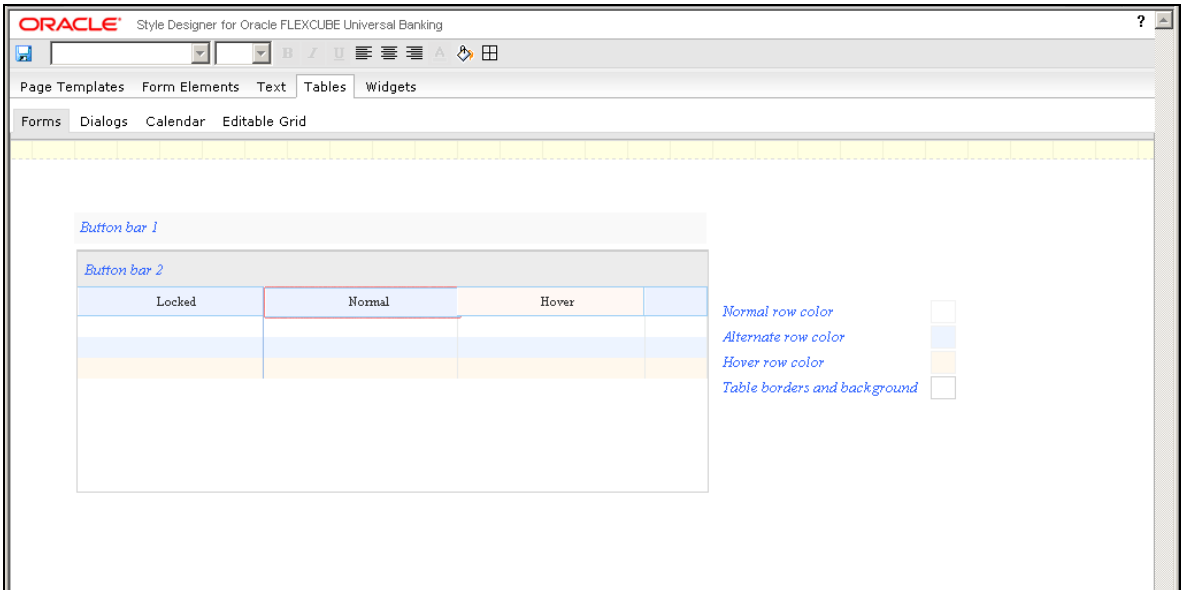 ORACLE® Style Designer for Oracle FLEXCUBE Universal Banking ?
B I U A
Page Templates Form Elements Text Tables Widgets
Forms Dialogs Calendar Editable Grid
Button bar 1
Button bar 2
Locked Normal Hover
Normal row color
Alternate row color
Hover row color
Table borders and background